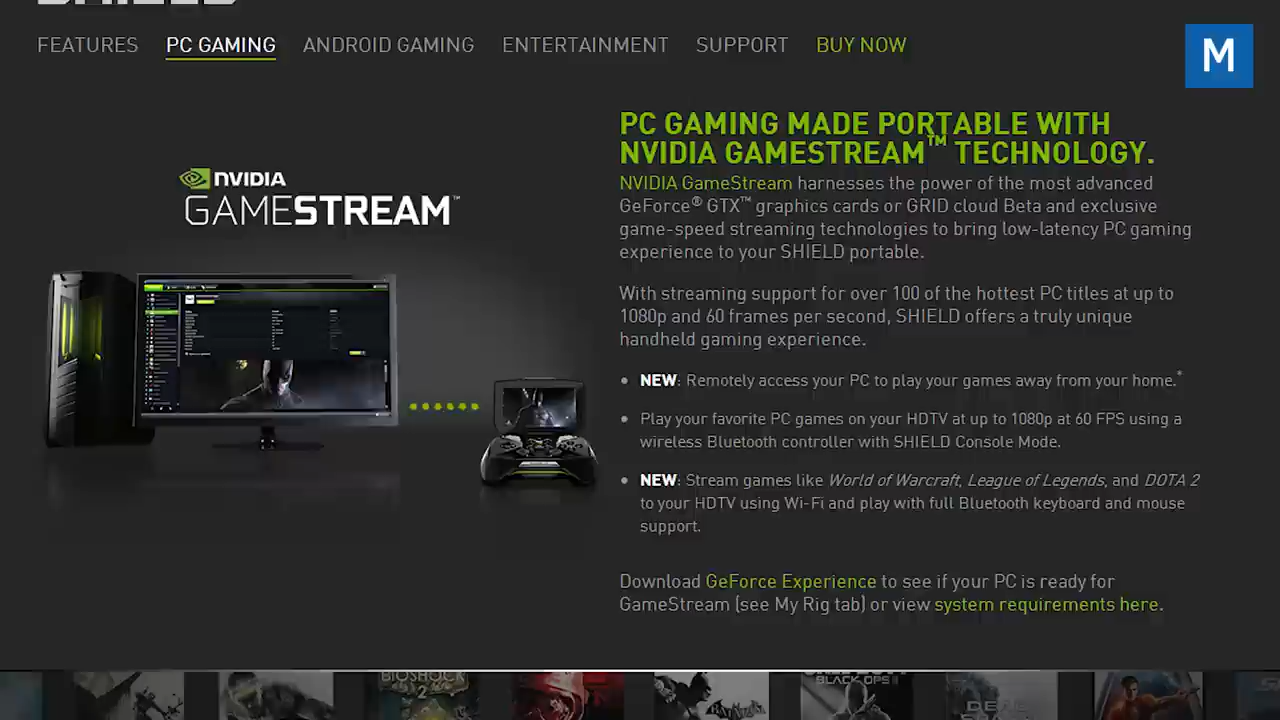 SHIELD
FEATURES PC GAMING ANDROID GAMING ENTERTAINMENT SUPPORT BUY NOW
M
NVIDIA
GAMESTREAM™
PC GAMING MADE PORTABLE WITH
NVIDIA GAMESTREAM™ TECHNOLOGY.
NVIDIA GameStream harnesses the power of the most advanced
GeForce® GTX™ graphics cards or GRID cloud Beta and exclusive
game-speed streaming technologies to bring low-latency PC gaming
experience to your SHIELD portable.
With streaming support for over 100 of the hottest PC titles at up to
1080p and 60 frames per second, SHIELD offers a truly unique
handheld gaming experience.
• NEW: Remotely access your PC to play your games away from your home.*
• Play your favorite PC games on your HDTV at up to 1080p at 60 FPS using a
wireless Bluetooth controller with SHIELD Console Mode.
• NEW: Stream games like World of Warcraft, League of Legends, and DOTA 2
to your HDTV using Wi-Fi and play with full Bluetooth keyboard and mouse
support.
Download GeForce Experience to see if your PC is ready for
GameStream (see My Rig tab) or view system requirements here.
BIOSHOCK
2
BLACK OPS II
DEAD